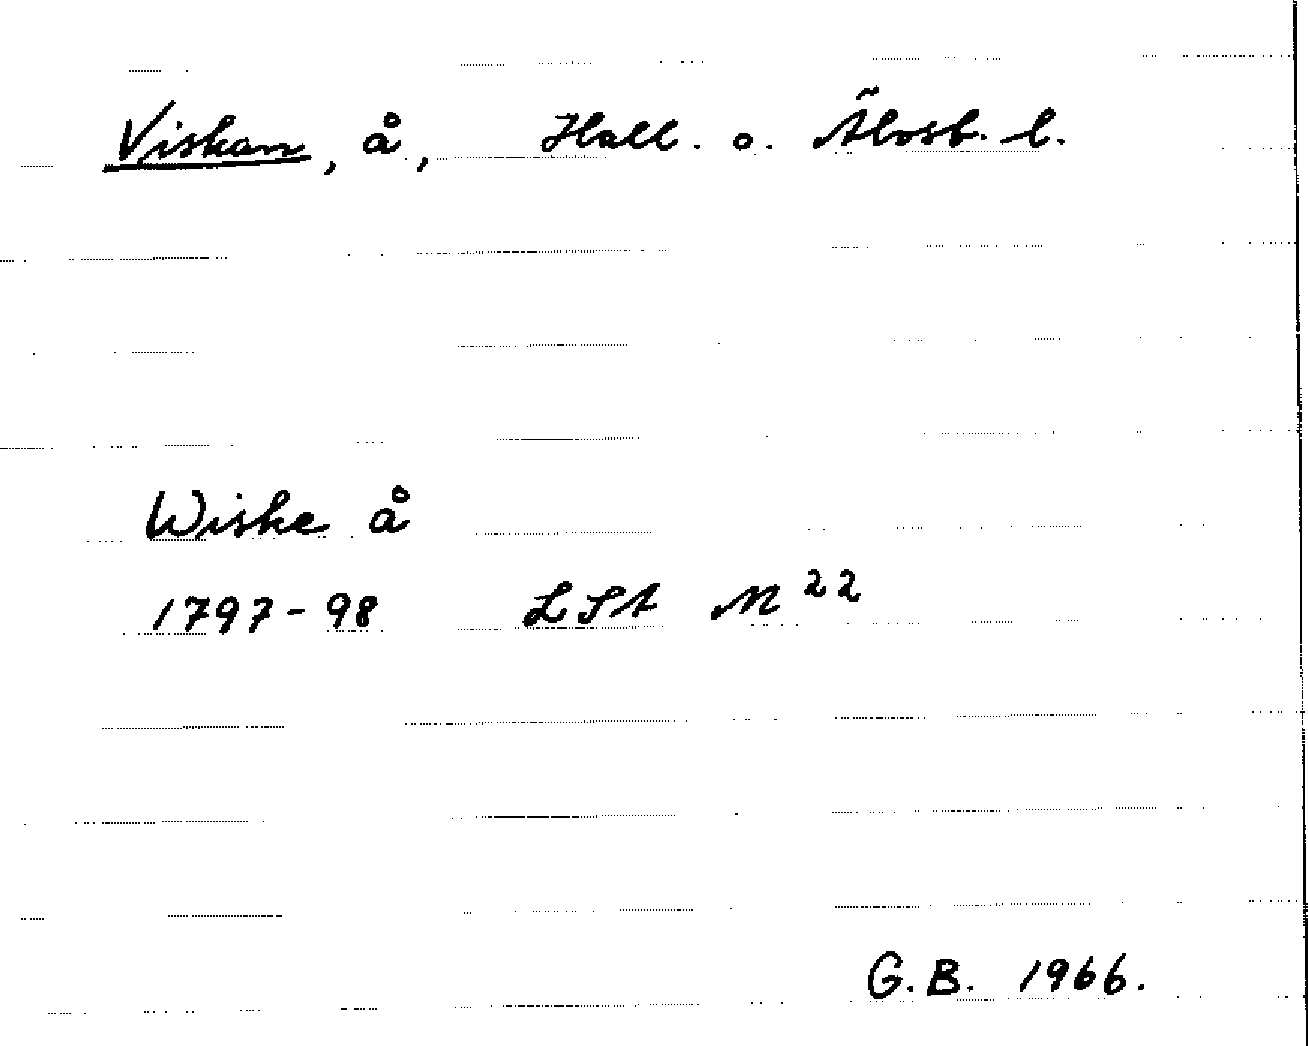 Viskan, å, Hall. o. Älvsb. l.
Wiske å
1797-98 LSA N 22
G.B. 1966.